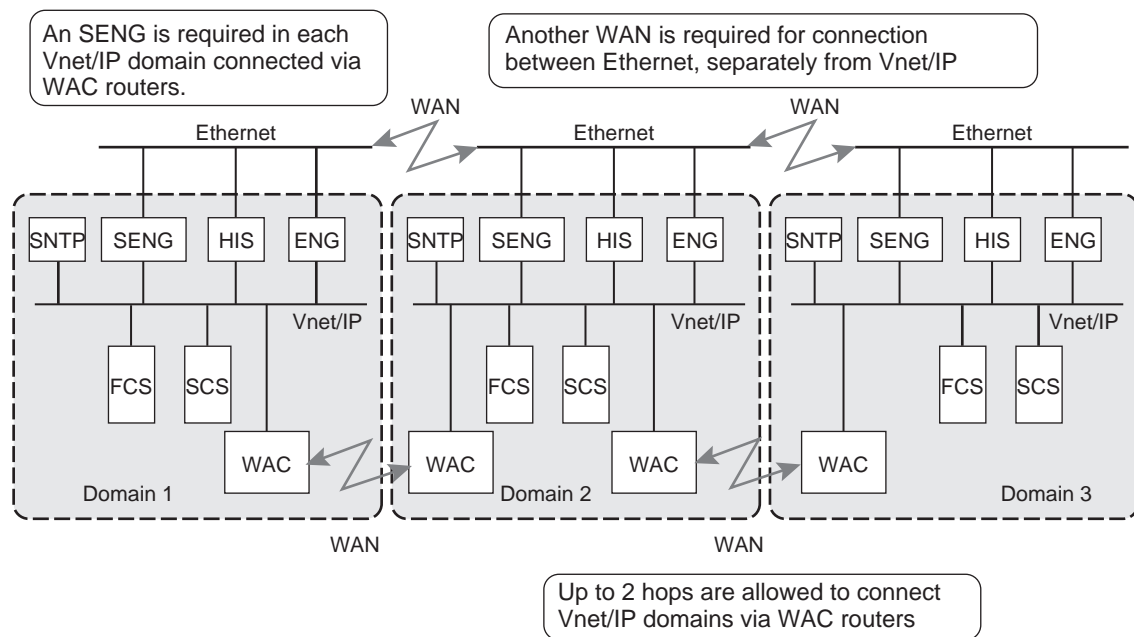 An SENG is required in each
Vnet/IP domain connected via
WAC routers.
Another WAN is required for connection
between Ethernet, separately from Vnet/IP
WAN
WAN
Ethernet
Ethernet
Ethernet
SNTP
SENG
HIS
ENG
SNTP
SENG
HIS
ENG
SNTP
SENG
HIS
ENG
Vnet/IP
Vnet/IP
Vnet/IP
FCS
SCS
FCS
SCS
FCS
SCS
WAC
WAC
WAC
WAC
Domain 1
Domain 2
Domain 3
WAN
WAN
Up to 2 hops are allowed to connect
Vnet/IP domains via WAC routers